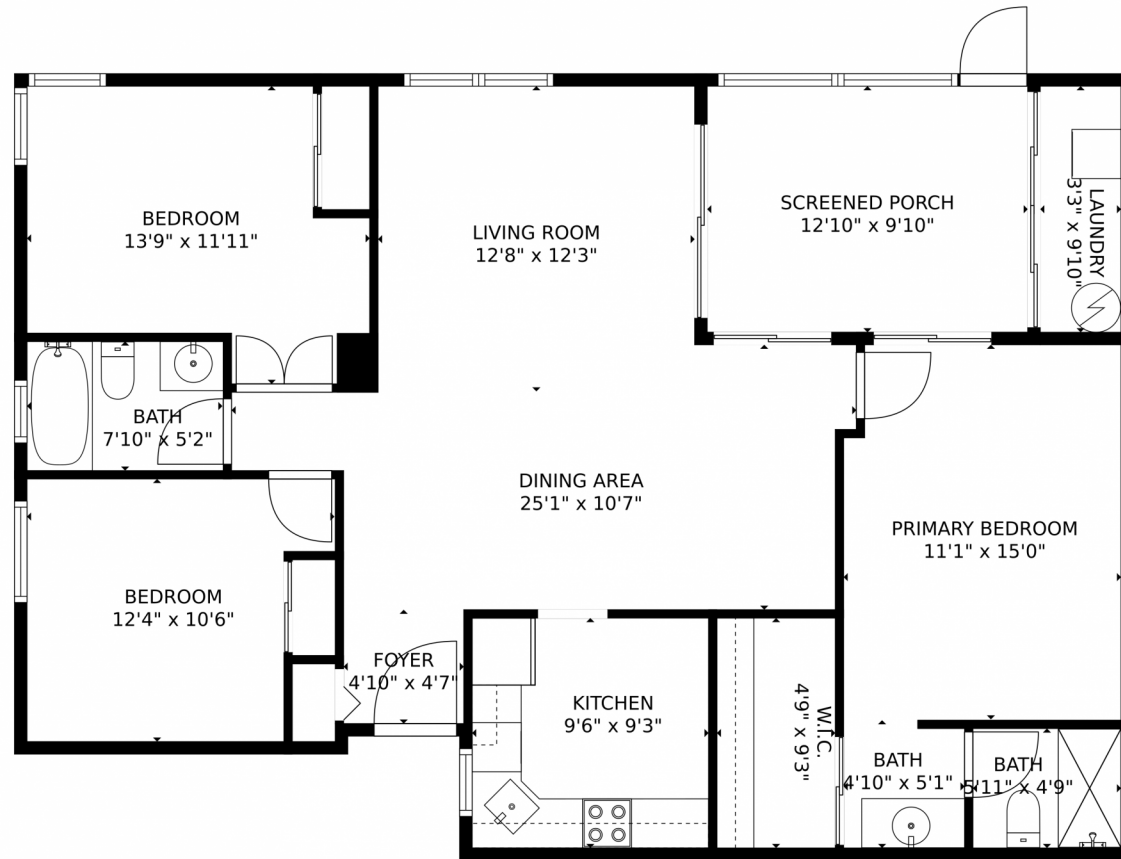 BEDROOM
13'9" x 11'11"
LIVING ROOM
12'8" x 12'3"
SCREENED PORCH
12'10" x 9'10"
LAUNDRY
3'3" x 9'10"
BATH
7'10" x 5'2"
DINING AREA
25'1" x 10'7"
PRIMARY BEDROOM
11'1" x 15'0"
BEDROOM
12'4" x 10'6"
FOYER
4'10" x 4'7"
KITCHEN
9'6" x 9'3"
W.I.C.
4'9" x 9'3"
BATH
4'10" x 5'1"
BATH
5'11" x 4'9"